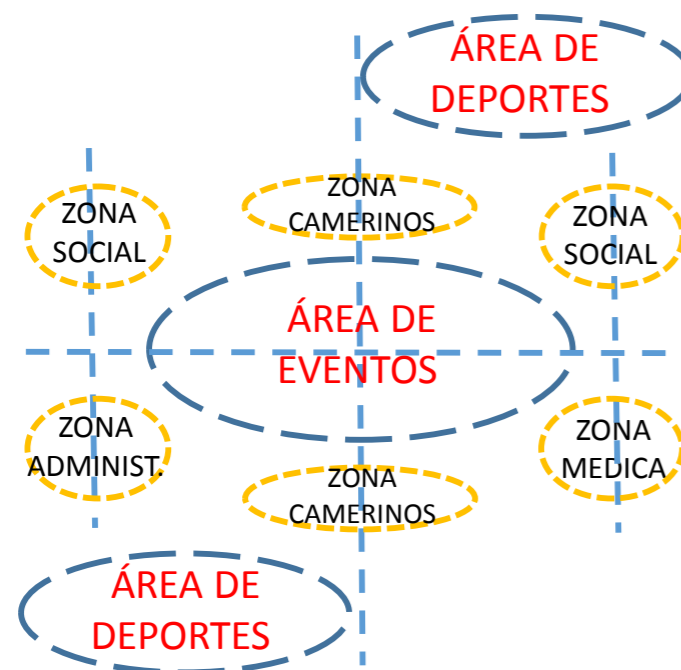 ÁREA DE
DEPORTES
ZONA
CAMERINOS
ZONA
SOCIAL
ZONA
SOCIAL
ÁREA DE
EVENTOS
ZONA
ADMINIST.
ZONA
MEDICA
ZONA
CAMERINOS
ÁREA DE
DEPORTES